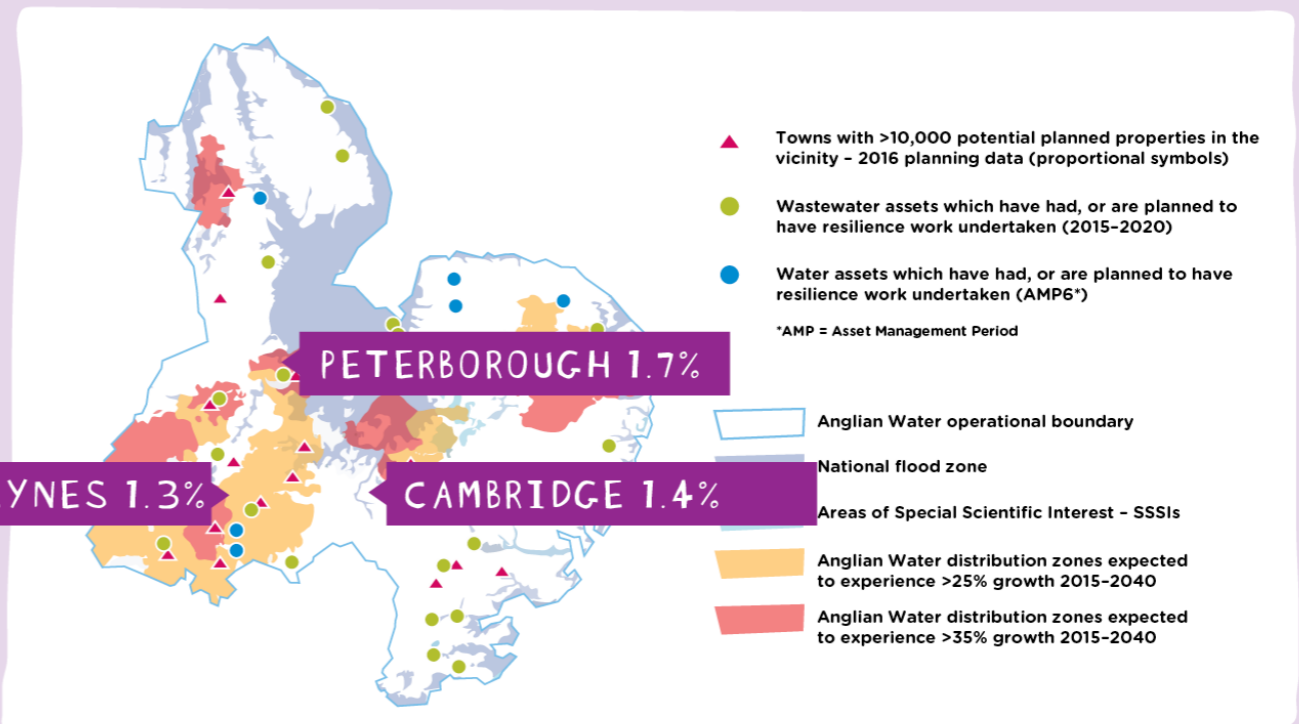 Towns with >10,000 potential planned properties in the
vicinity – 2016 planning data (proportional symbols)
Wastewater assets which have had, or are planned to
have resilience work undertaken (2015–2020)
Water assets which have had, or are planned to have
resilience work undertaken (AMP6*)
*AMP = Asset Management Period
PETERBOROUGH 1.7%
Anglian Water operational boundary
National flood zone
YNES 1.3%
CAMBRIDGE 1.4%
Areas of Special Scientific Interest – SSSIs
Anglian Water distribution zones expected
to experience >25% growth 2015–2040
Anglian Water distribution zones expected
to experience >35% growth 2015–2040